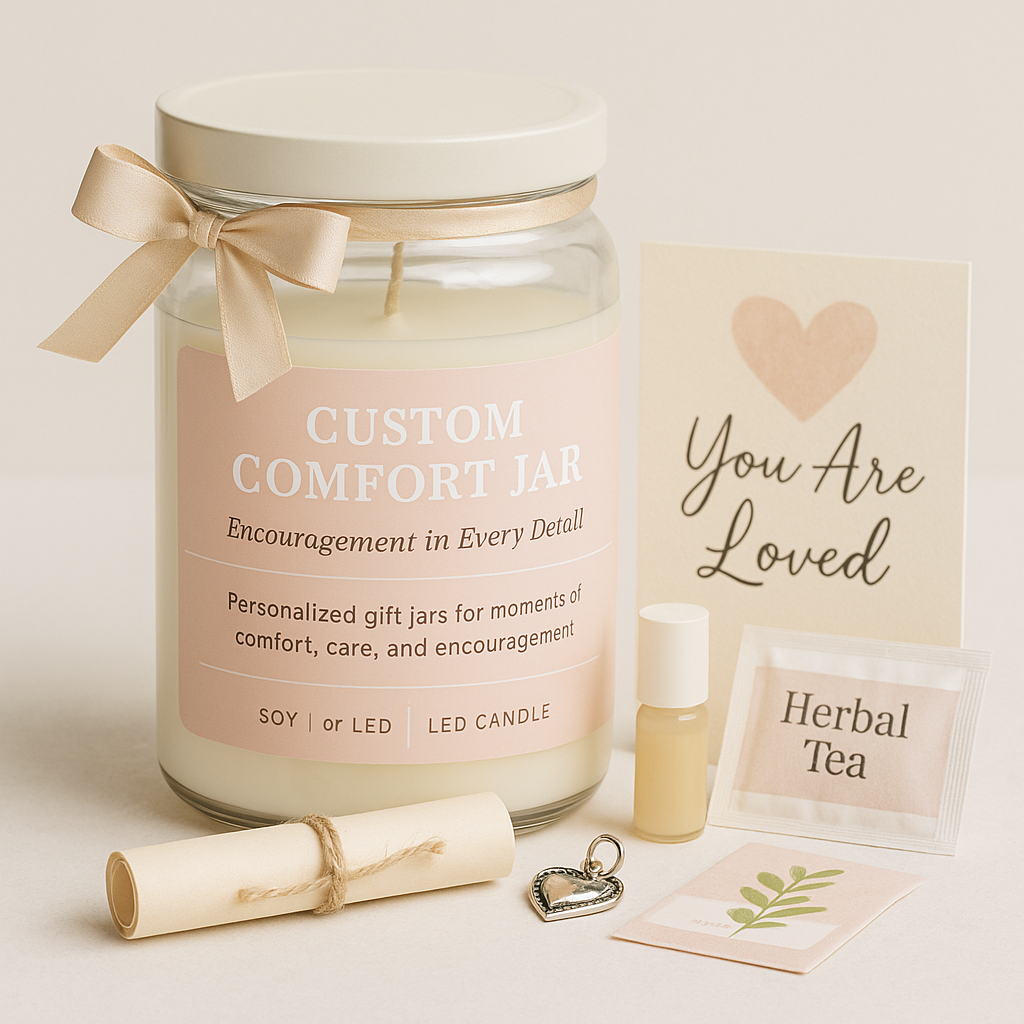 CUSTOM
COMFORT JAR
Encouragement in Every Detall
Personalized gift jars for moments of
comfort, care, and encouragement
SOY | or LED | LED CANDLE
You Are
Loved
Herbal
Tea